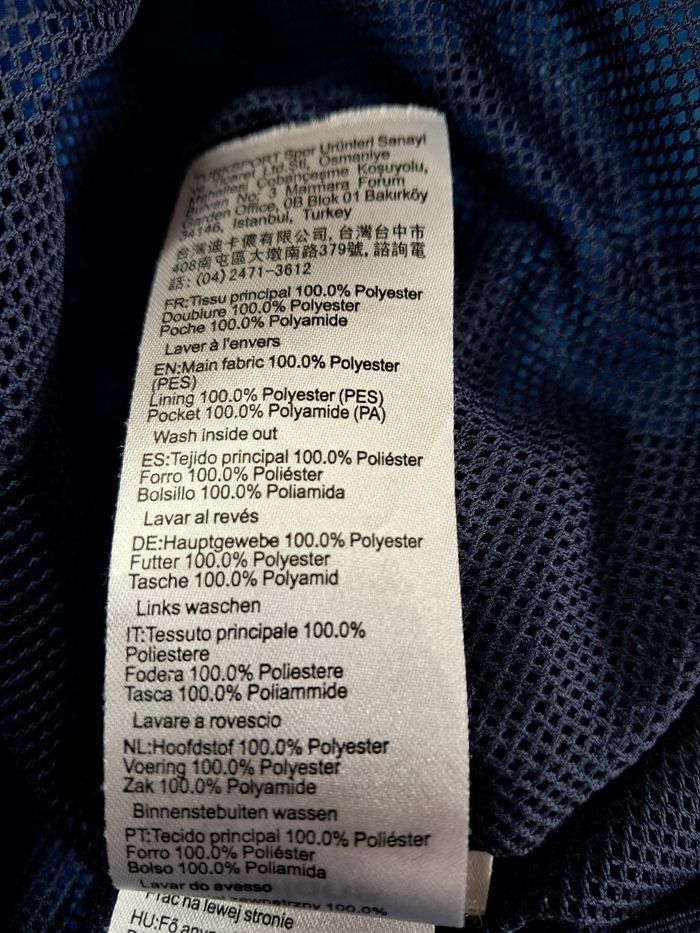 TURKSPORT Spor Ürünleri Sanayi
ve Ticaret Ltd.Sti, Osmaniye
Mahallesi Çobançeşme Koşuyolu,
Bulvarı No: 3 Marmara Forum
Garden Office, 0B Blok 01 Bakırköy
34146, Istanbul, Turkey
台灣迪卡儂有限公司, 台灣台中市
408南屯區大墩南路379號, 諮詢電
話: (04) 2471-3612
FR:Tissu principal 100.0% Polyester
Doublure 100.0% Polyester
Poche 100.0% Polyamide
Laver à l'envers
EN:Main fabric 100.0% Polyester
(PES)
Lining 100.0% Polyester (PES)
Pocket 100.0% Polyamide (PA)
Wash inside out
ES:Tejido principal 100.0% Poliéster
Forro 100.0% Poliéster
Bolsillo 100.0% Poliamida
Lavar al revés
DE:Hauptgewebe 100.0% Polyester
Futter 100.0% Polyester
Tasche 100.0% Polyamid
Links waschen
IT:Tessuto principale 100.0%
Poliestere
Fodera 100.0% Poliestere
Tasca 100.0% Poliammide
Lavare a rovescio
NL:Hoofdstof 100.0% Polyester
Voering 100.0% Polyester
Zak 100.0% Polyamide
Binnenstebuiten wassen
PT:Tecido principal 100.0% Poliéster
Forro 100.0% Poliéster
Bolso 100.0% Poliamida
Lavar do avesso
zewnętrzny 100.0%
Prać na lewej stronie
HU:Fő